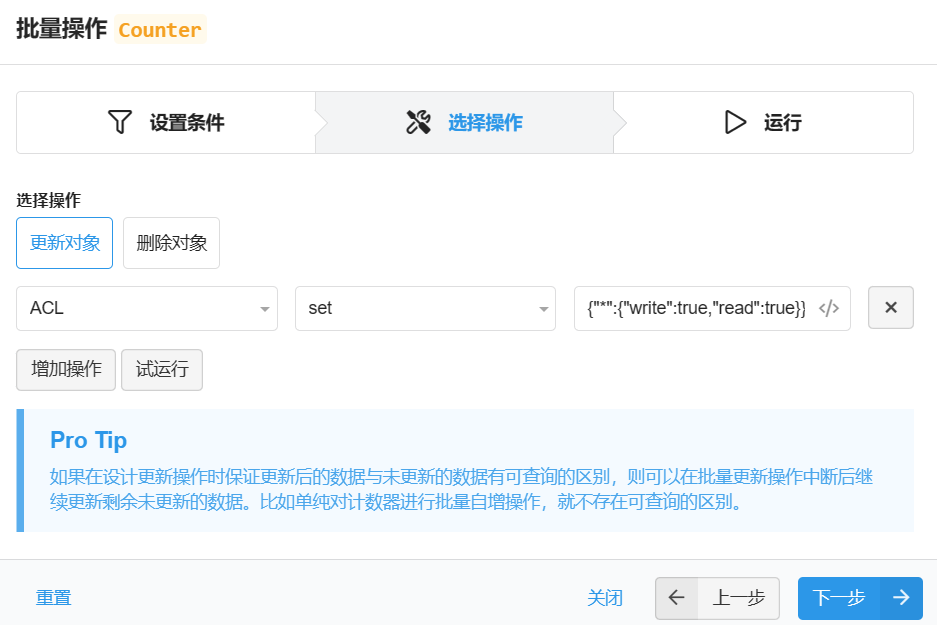 批量操作 Counter
设置条件 选择操作 运行
选择操作
更新对象 删除对象
ACL set {"*":{"write":true,"read":true}} </> ×
增加操作 试运行
Pro Tip
如果在设计更新操作时保证更新后的数据与未更新的数据有可查询的区别，则可以在批量更新操作中断后继
续更新剩余未更新的数据。比如单纯对计数器进行批量自增操作，就不存在可查询的区别。
重置 关闭 上一步 下一步